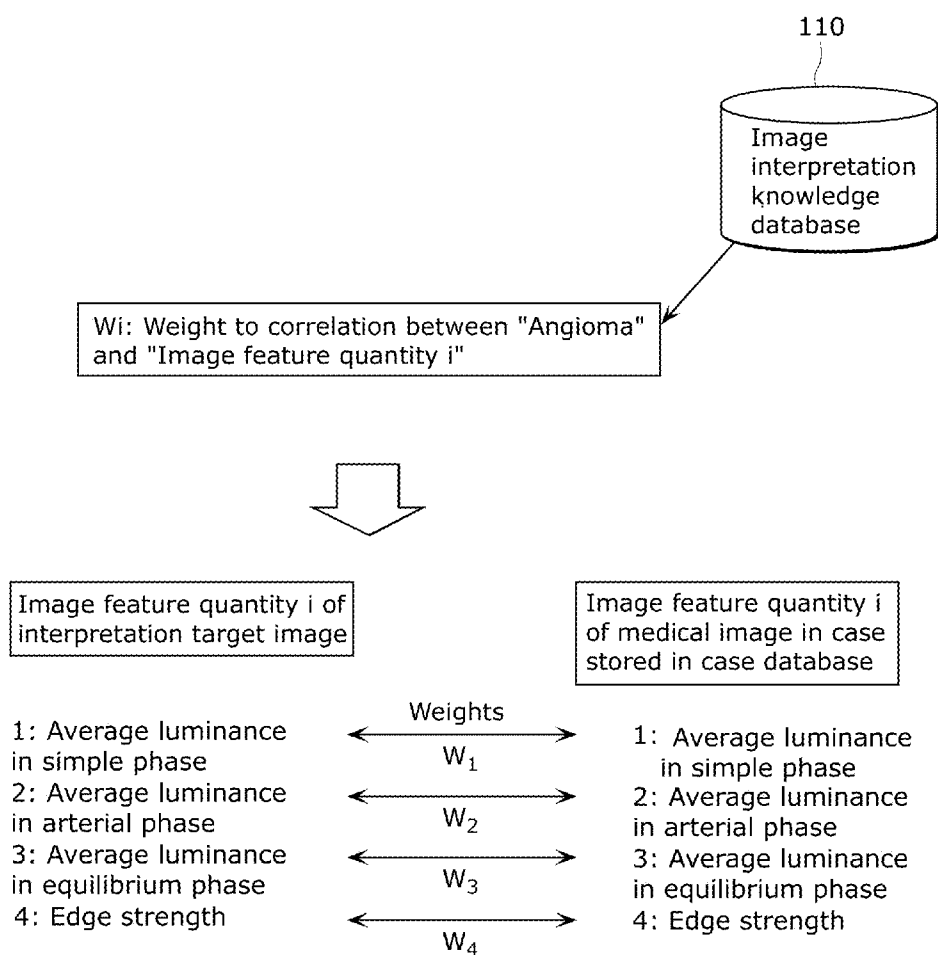 110
Image
interpretation
knowledge
database
Wi: Weight to correlation between "Angioma"
and "Image feature quantity i"
Image feature quantity i of
interpretation target image
Image feature quantity i
of medical image in case
stored in case database
1: Average luminance
in simple phase
2: Average luminance
in arterial phase
3: Average luminance
in equilibrium phase
4: Edge strength
Weights
W1
W2
W3
W4
1: Average luminance
in simple phase
2: Average luminance
in arterial phase
3: Average luminance
in equilibrium phase
4: Edge strength